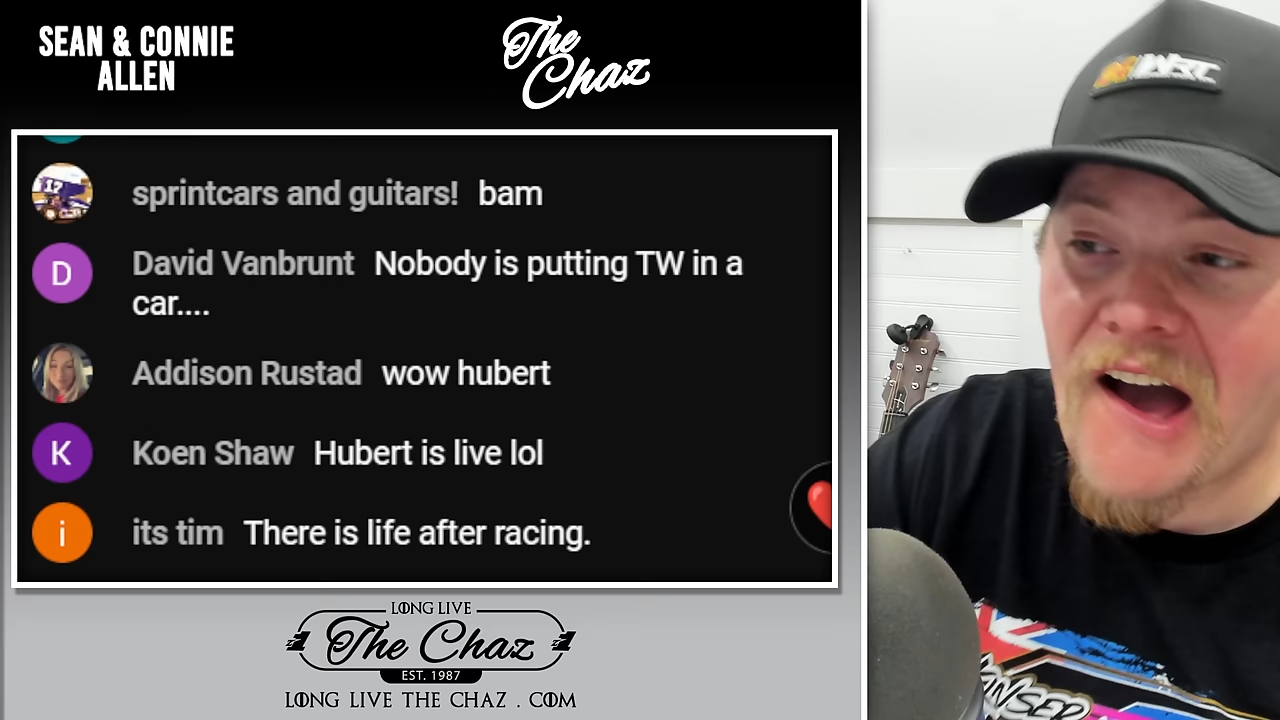 SEAN & CONNIE
ALLEN
The
Chaz
17
sprintcars and guitars! bam
D
David Vanbrunt Nobody is putting TW in a
car....
Addison Rustad wow hubert
K
Koen Shaw Hubert is live lol
i
its tim There is life after racing.
LONG LIVE
The Chaz
EST. 1987
LONG LIVE THE CHAZ . COM